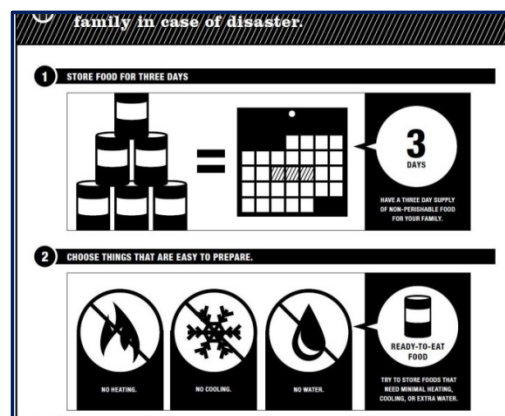 family in case of disaster.
1 STORE FOOD FOR THREE DAYS
3
DAYS
HAVE A THREE DAY SUPPLY
OF NON-PERISHABLE FOOD
FOR YOUR FAMILY.
2 CHOOSE THINGS THAT ARE EASY TO PREPARE.
NO HEATING.
NO COOLING.
NO WATER.
READY-TO-EAT
FOOD
TRY TO STORE FOODS THAT
NEED MINIMAL HEATING,
COOLING, OR EXTRA WATER.